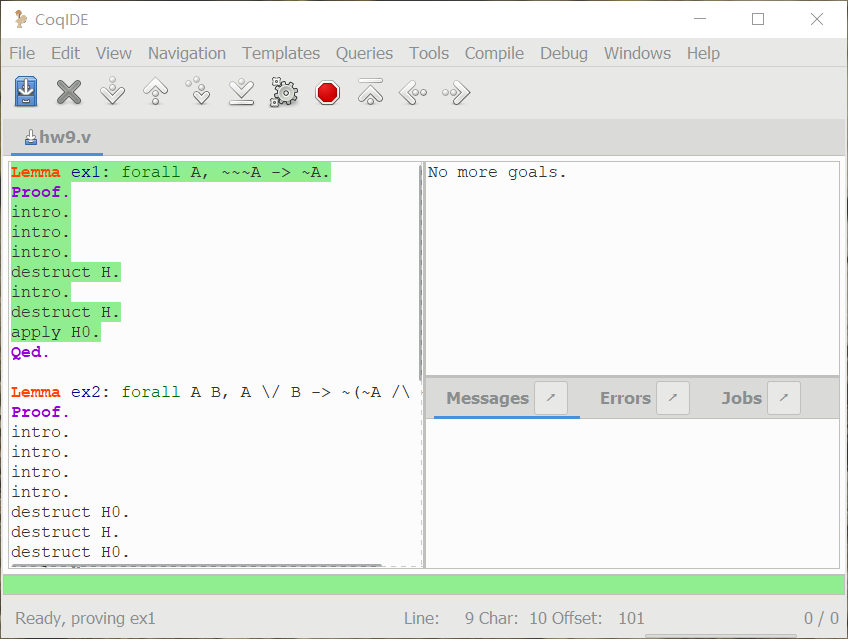 CoqIDE
File Edit View Navigation Templates Queries Tools Compile Debug Windows Help
hw9.v
Lemma ex1: forall A, ~~~A -> ~A.
Proof.
intro.
intro.
intro.
destruct H.
intro.
destruct H.
apply H0.
Qed.
Lemma ex2: forall A B, A \/ B -> ~(~A /\
Proof.
intro.
intro.
intro.
intro.
destruct H0.
destruct H.
destruct H0.
No more goals.
Messages Errors Jobs
Ready, proving ex1
Line: 9 Char: 10 Offset: 101
0 / 0